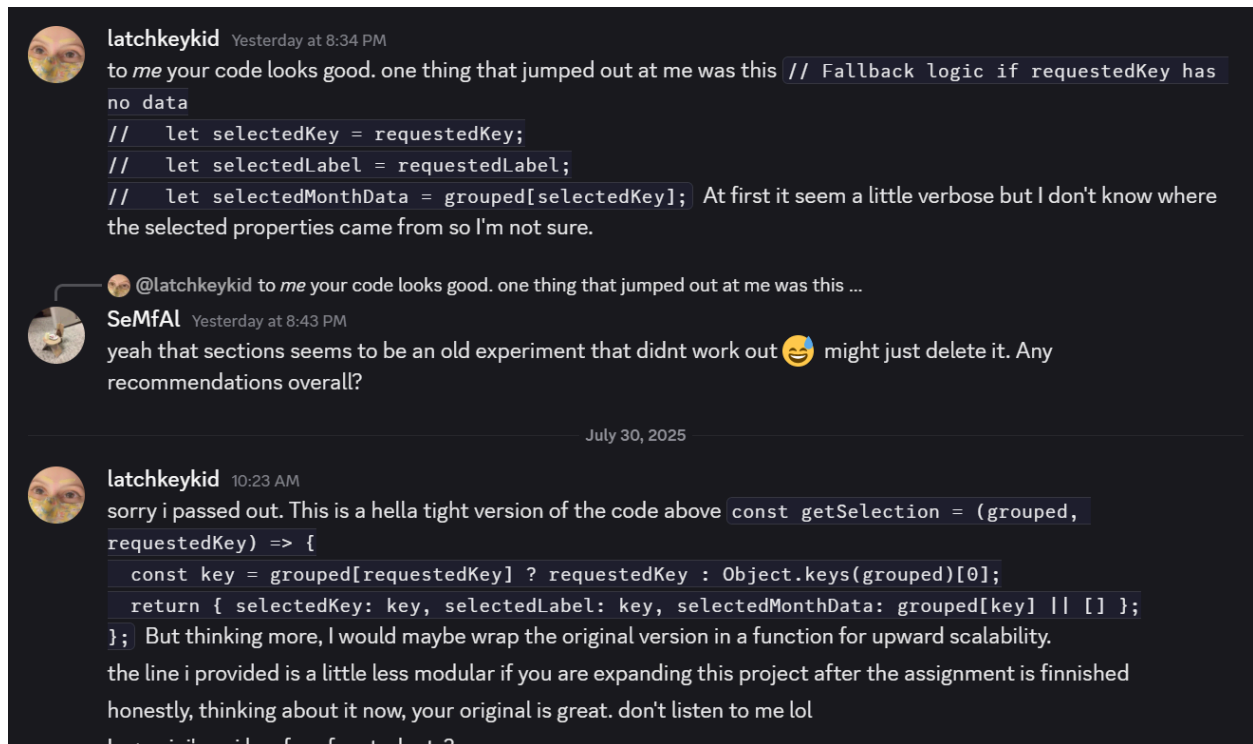 latchkeykid Yesterday at 8:34 PM
to me your code looks good. one thing that jumped out at me was this // Fallback logic if requestedKey has
no data
//   let selectedKey = requestedKey;
//   let selectedLabel = requestedLabel;
//   let selectedMonthData = grouped[selectedKey]; At first it seem a little verbose but I don't know where
the selected properties came from so I'm not sure.
@latchkeykid to me your code looks good. one thing that jumped out at me was this ...
SeMfAl Yesterday at 8:43 PM
yeah that sections seems to be an old experiment that didnt work out 😅 might just delete it. Any
recommendations overall?
July 30, 2025
latchkeykid 10:23 AM
sorry i passed out. This is a hella tight version of the code above const getSelection = (grouped,
requestedKey) => {
  const key = grouped[requestedKey] ? requestedKey : Object.keys(grouped)[0];
  return { selectedKey: key, selectedLabel: key, selectedMonthData: grouped[key] || [] };
}; But thinking more, I would maybe wrap the original version in a function for upward scalability.
the line i provided is a little less modular if you are expanding this project after the assignment is finnished
honestly, thinking about it now, your original is great. don't listen to me lol